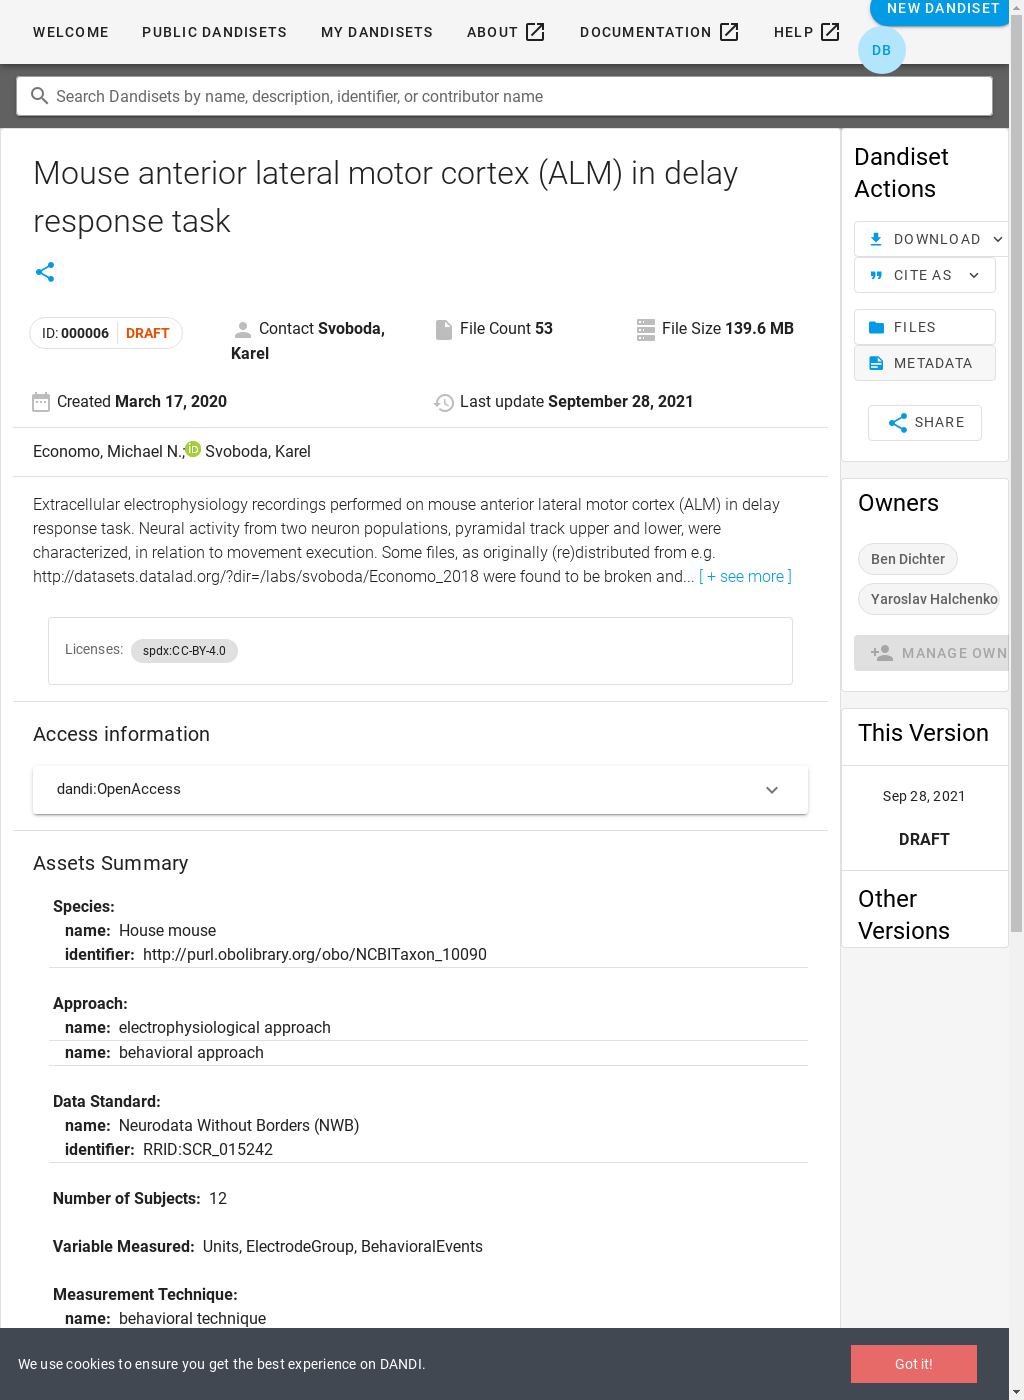 WELCOME PUBLIC DANDISETS MY DANDISETS ABOUT DOCUMENTATION HELP NEW DANDISET
DB
Search Dandisets by name, description, identifier, or contributor name
Mouse anterior lateral motor cortex (ALM) in delay
response task
ID: 000006 DRAFT
Contact Svoboda,
Karel
File Count 53
File Size 139.6 MB
Created March 17, 2020
Last update September 28, 2021
Economo, Michael N.; iD Svoboda, Karel
Extracellular electrophysiology recordings performed on mouse anterior lateral motor cortex (ALM) in delay
response task. Neural activity from two neuron populations, pyramidal track upper and lower, were
characterized, in relation to movement execution. Some files, as originally (re)distributed from e.g.
http://datasets.datalad.org/?dir=/labs/svoboda/Economo_2018 were found to be broken and... [ + see more ]
Licenses: spdx:CC-BY-4.0
Access information
dandi:OpenAccess
Assets Summary
Species:
name: House mouse
identifier: http://purl.obolibrary.org/obo/NCBITaxon_10090
Approach:
name: electrophysiological approach
name: behavioral approach
Data Standard:
name: Neurodata Without Borders (NWB)
identifier: RRID:SCR_015242
Number of Subjects: 12
Variable Measured: Units, ElectrodeGroup, BehavioralEvents
Measurement Technique:
name: behavioral technique
Dandiset
Actions
DOWNLOAD
CITE AS
FILES
METADATA
SHARE
Owners
Ben Dichter
Yaroslav Halchenko
MANAGE OWN
This Version
Sep 28, 2021
DRAFT
Other
Versions
We use cookies to ensure you get the best experience on DANDI.
Got it!